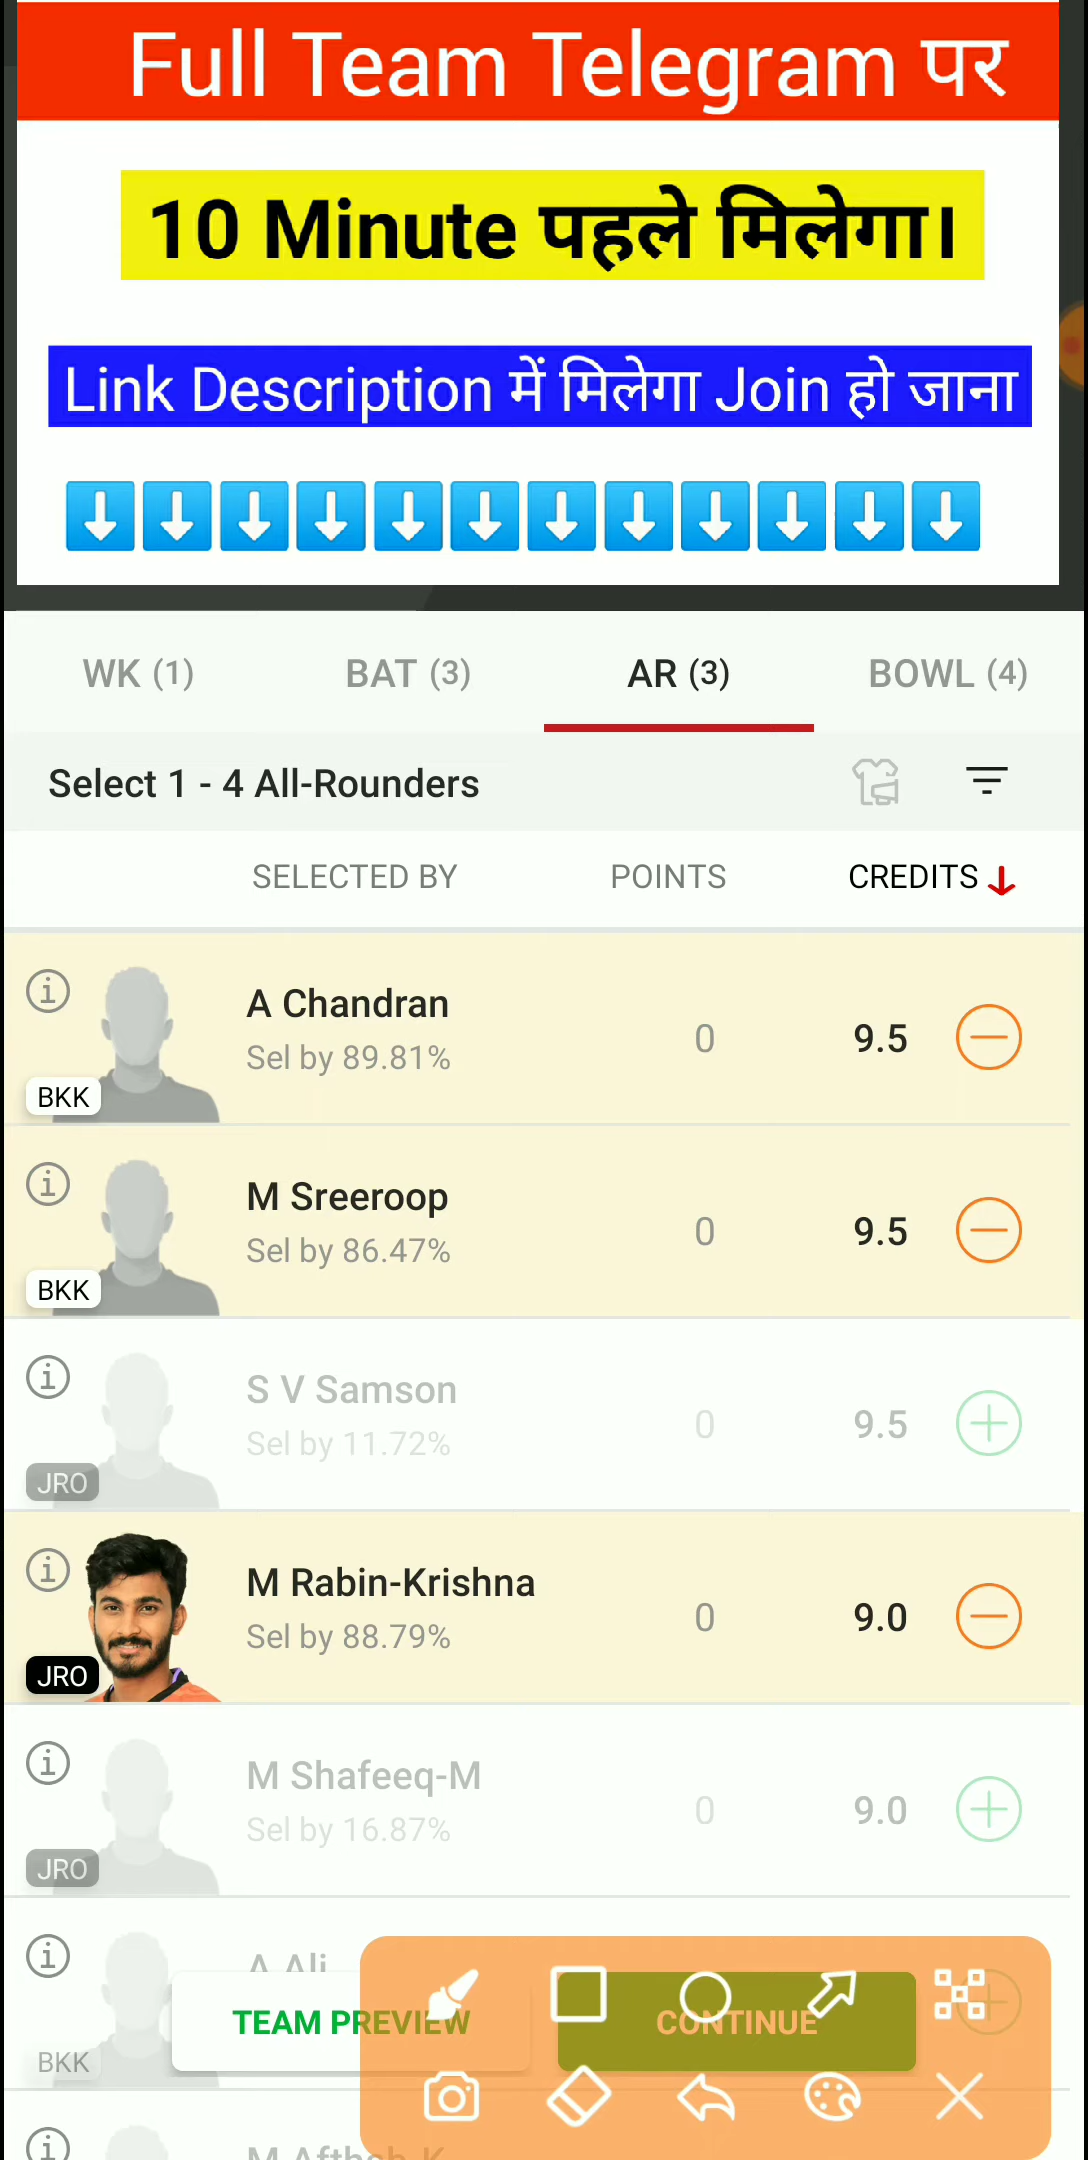 Full Team Telegram पर
10 Minute पहले मिलेगा।
Link Description में मिलेगा Join हो जाना
WK (1) BAT (3) AR (3) BOWL (4)
Select 1 - 4 All-Rounders
SELECTED BY POINTS CREDITS
A Chandran
Sel by 89.81% 0 9.5
BKK
M Sreeroop
Sel by 86.47% 0 9.5
BKK
S V Samson
Sel by 11.72% 0 9.5
JRO
M Rabin-Krishna
Sel by 88.79% 0 9.0
JRO
M Shafeeq-M
Sel by 16.87% 0 9.0
JRO
A Ali
TEAM PREVIEW CONTINUE
BKK